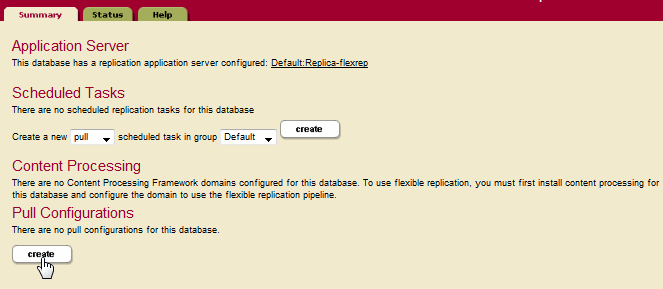 Summary Status Help
Application Server
This database has a replication application server configured: Default:Replica-flexrep
Scheduled Tasks
There are no scheduled replication tasks for this database
Create a new pull scheduled task in group Default create
Content Processing
There are no Content Processing Framework domains configured for this database. To use flexible replication, you must first install content processing for
this database and configure the domain to use the flexible replication pipeline.
Pull Configurations
There are no pull configurations for this database.
create